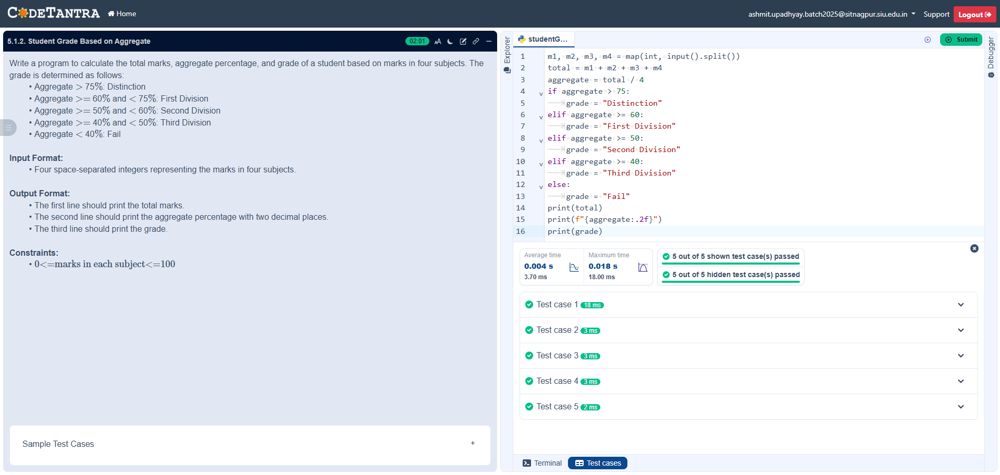 CODETANTRA
Home
ashmit.upadhyay.batch2025@sitnagpur.siu.edu.in
Support
Logout
5.1.2. Student Grade Based on Aggregate
02:01
AA
Write a program to calculate the total marks, aggregate percentage, and grade of a student based on marks in four subjects. The
grade is determined as follows:
• Aggregate > 75%: Distinction
• Aggregate >= 60% and < 75%: First Division
• Aggregate >= 50% and < 60%: Second Division
• Aggregate >= 40% and < 50%: Third Division
• Aggregate < 40%: Fail
Input Format:
• Four space-separated integers representing the marks in four subjects.
Output Format:
• The first line should print the total marks.
• The second line should print the aggregate percentage with two decimal places.
• The third line should print the grade.
Constraints:
• 0<=marks in each subject<=100
Sample Test Cases
+
Explorer
studentG...
Submit
Debugger
1 m1, m2, m3, m4 = map(int, input().split())
2 total = m1 + m2 + m3 + m4
3 aggregate = total / 4
4 if aggregate > 75:
5 grade = "Distinction"
6 elif aggregate >= 60:
7 grade = "First Division"
8 elif aggregate >= 50:
9 grade = "Second Division"
10 elif aggregate >= 40:
11 grade = "Third Division"
12 else:
13 grade = "Fail"
14 print(total)
15 print(f"{aggregate:.2f}")
16 print(grade)
Average time
0.004 s
3.70 ms
Maximum time
0.018 s
18.00 ms
5 out of 5 shown test case(s) passed
5 out of 5 hidden test case(s) passed
Test case 1 18 ms
Test case 2 3 ms
Test case 3 3 ms
Test case 4 3 ms
Test case 5 2 ms
Terminal
Test cases